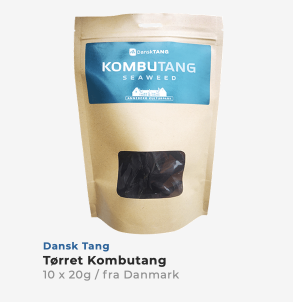 DanskTANG
KOMBUTANG
SEAWEED
Dansk Tang
Tørret Kombutang
10 x 20g / fra Danmark